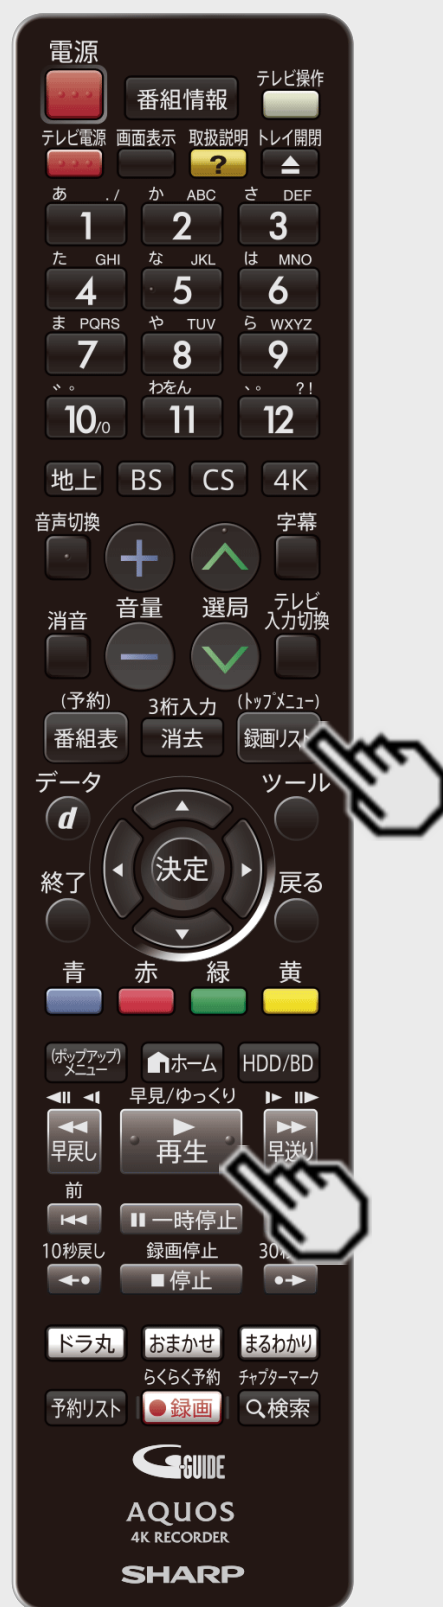 電源
番組情報
テレビ操作
テレビ電源 画面表示 取扱説明 トレイ開閉
?
あ ./ か ABC さ DEF
1 2 3
た GHI な JKL は MNO
4 5 6
ま PQRS や TUV ら WXYZ
7 8 9
゛゜ わをん 、。 ?!
10/0 11 12
地上 BS CS 4K
音声切換 字幕
+
消音 音量 選局 テレビ
入力切換
−
(予約) 3桁入力 (トップメニュー)
番組表 消去 録画リスト
データ ツール
d
決定
終了 戻る
青 赤 緑 黄
(ポップアップ)
メニュー
ホーム HDD/BD
早見/ゆっくり
早戻し 再生 早送り
前
一時停止
10秒戻し 録画停止 30
停止
ドラ丸 おまかせ まるわかり
らくらく予約 チャプターマーク
予約リスト 録画 検索
G-GUIDE
AQUOS
4K RECORDER
SHARP